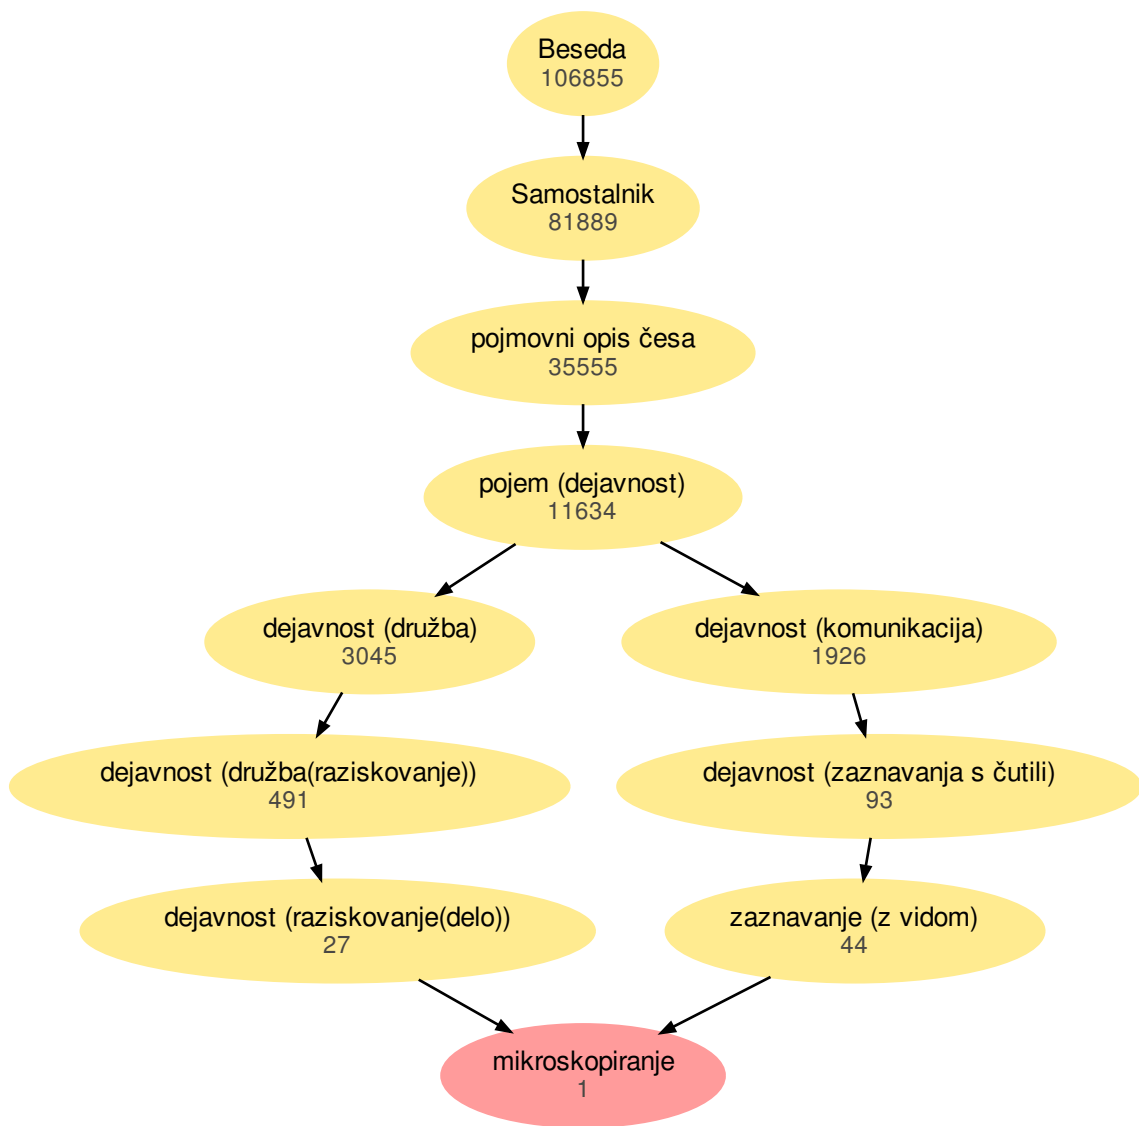 Beseda
106855
Samostalnik
81889
pojmovni opis česa
35555
pojem (dejavnost)
11634
dejavnost (družba)
3045
dejavnost (komunikacija)
1926
dejavnost (družba(raziskovanje))
491
dejavnost (zaznavanja s čutili)
93
dejavnost (raziskovanje(delo))
27
zaznavanje (z vidom)
44
mikroskopiranje
1